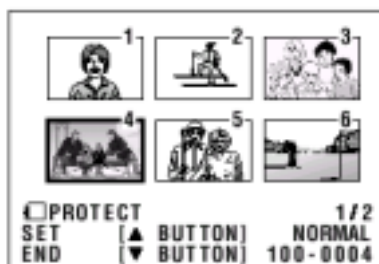 1 2 3
4 5 6
PROTECT 1/2
SET [▲ BUTTON] NORMAL
END [▼ BUTTON] 100-0004